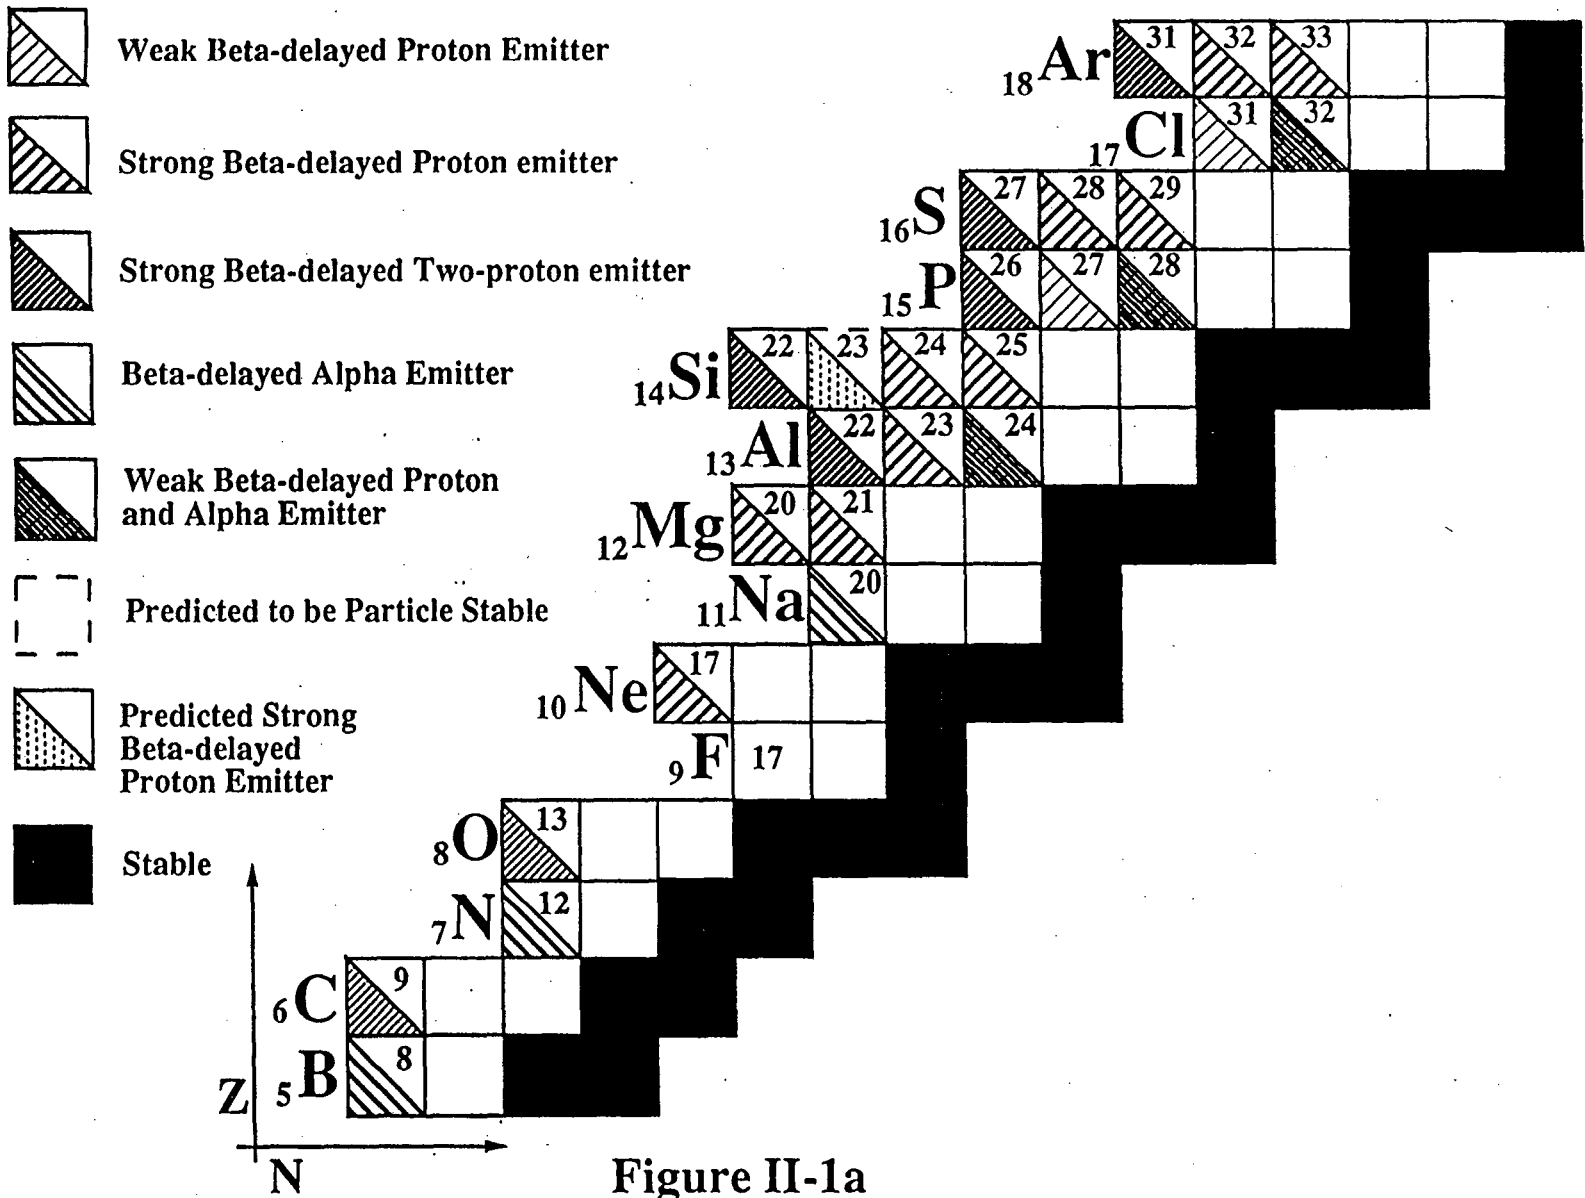 Weak Beta-delayed Proton Emitter
Strong Beta-delayed Proton emitter
Strong Beta-delayed Two-proton emitter
Beta-delayed Alpha Emitter
Weak Beta-delayed Proton
and Alpha Emitter
Predicted to be Particle Stable
Predicted Strong
Beta-delayed
Proton Emitter
Stable
18Ar 31 32 33
17Cl 31 32
16S 27 28 29
15P 26 27 28
14Si 22 23 24 25
13Al 22 23 24
12Mg 20 21
11Na 20
10Ne 17
9F 17
8O 13
7N 12
6C 9
5B 8
Z
N
Figure II-1a